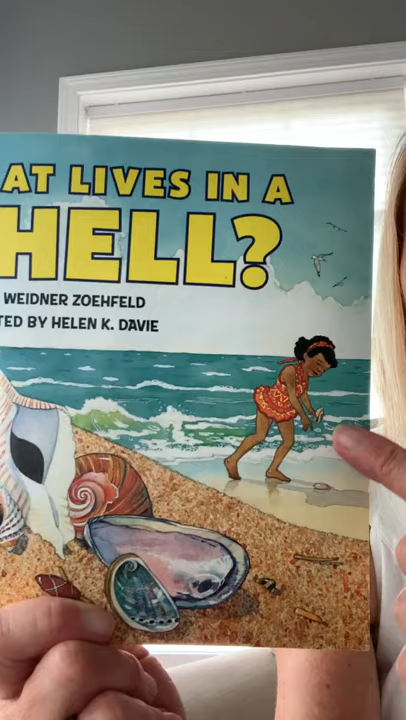 AT LIVES IN A
HELL?
WEIDNER ZOEHFELD
TED BY HELEN K. DAVIE